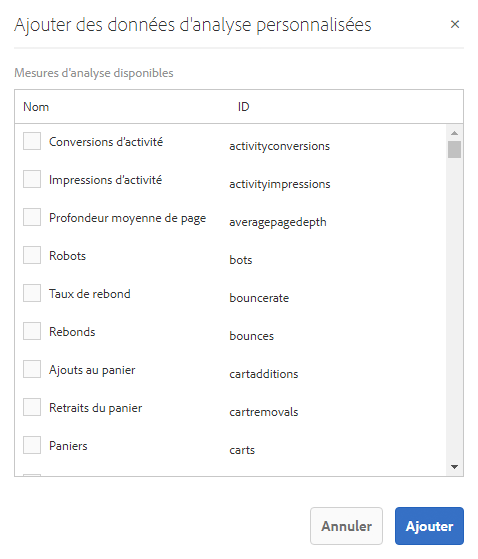 Ajouter des données d'analyse personnalisées ×
Mesures d'analyse disponibles
Nom ID
Conversions d'activité activityconversions
Impressions d'activité activityimpressions
Profondeur moyenne de page averagepagedepth
Robots bots
Taux de rebond bouncerate
Rebonds bounces
Ajouts au panier cartadditions
Retraits du panier cartremovals
Paniers carts
Annuler Ajouter